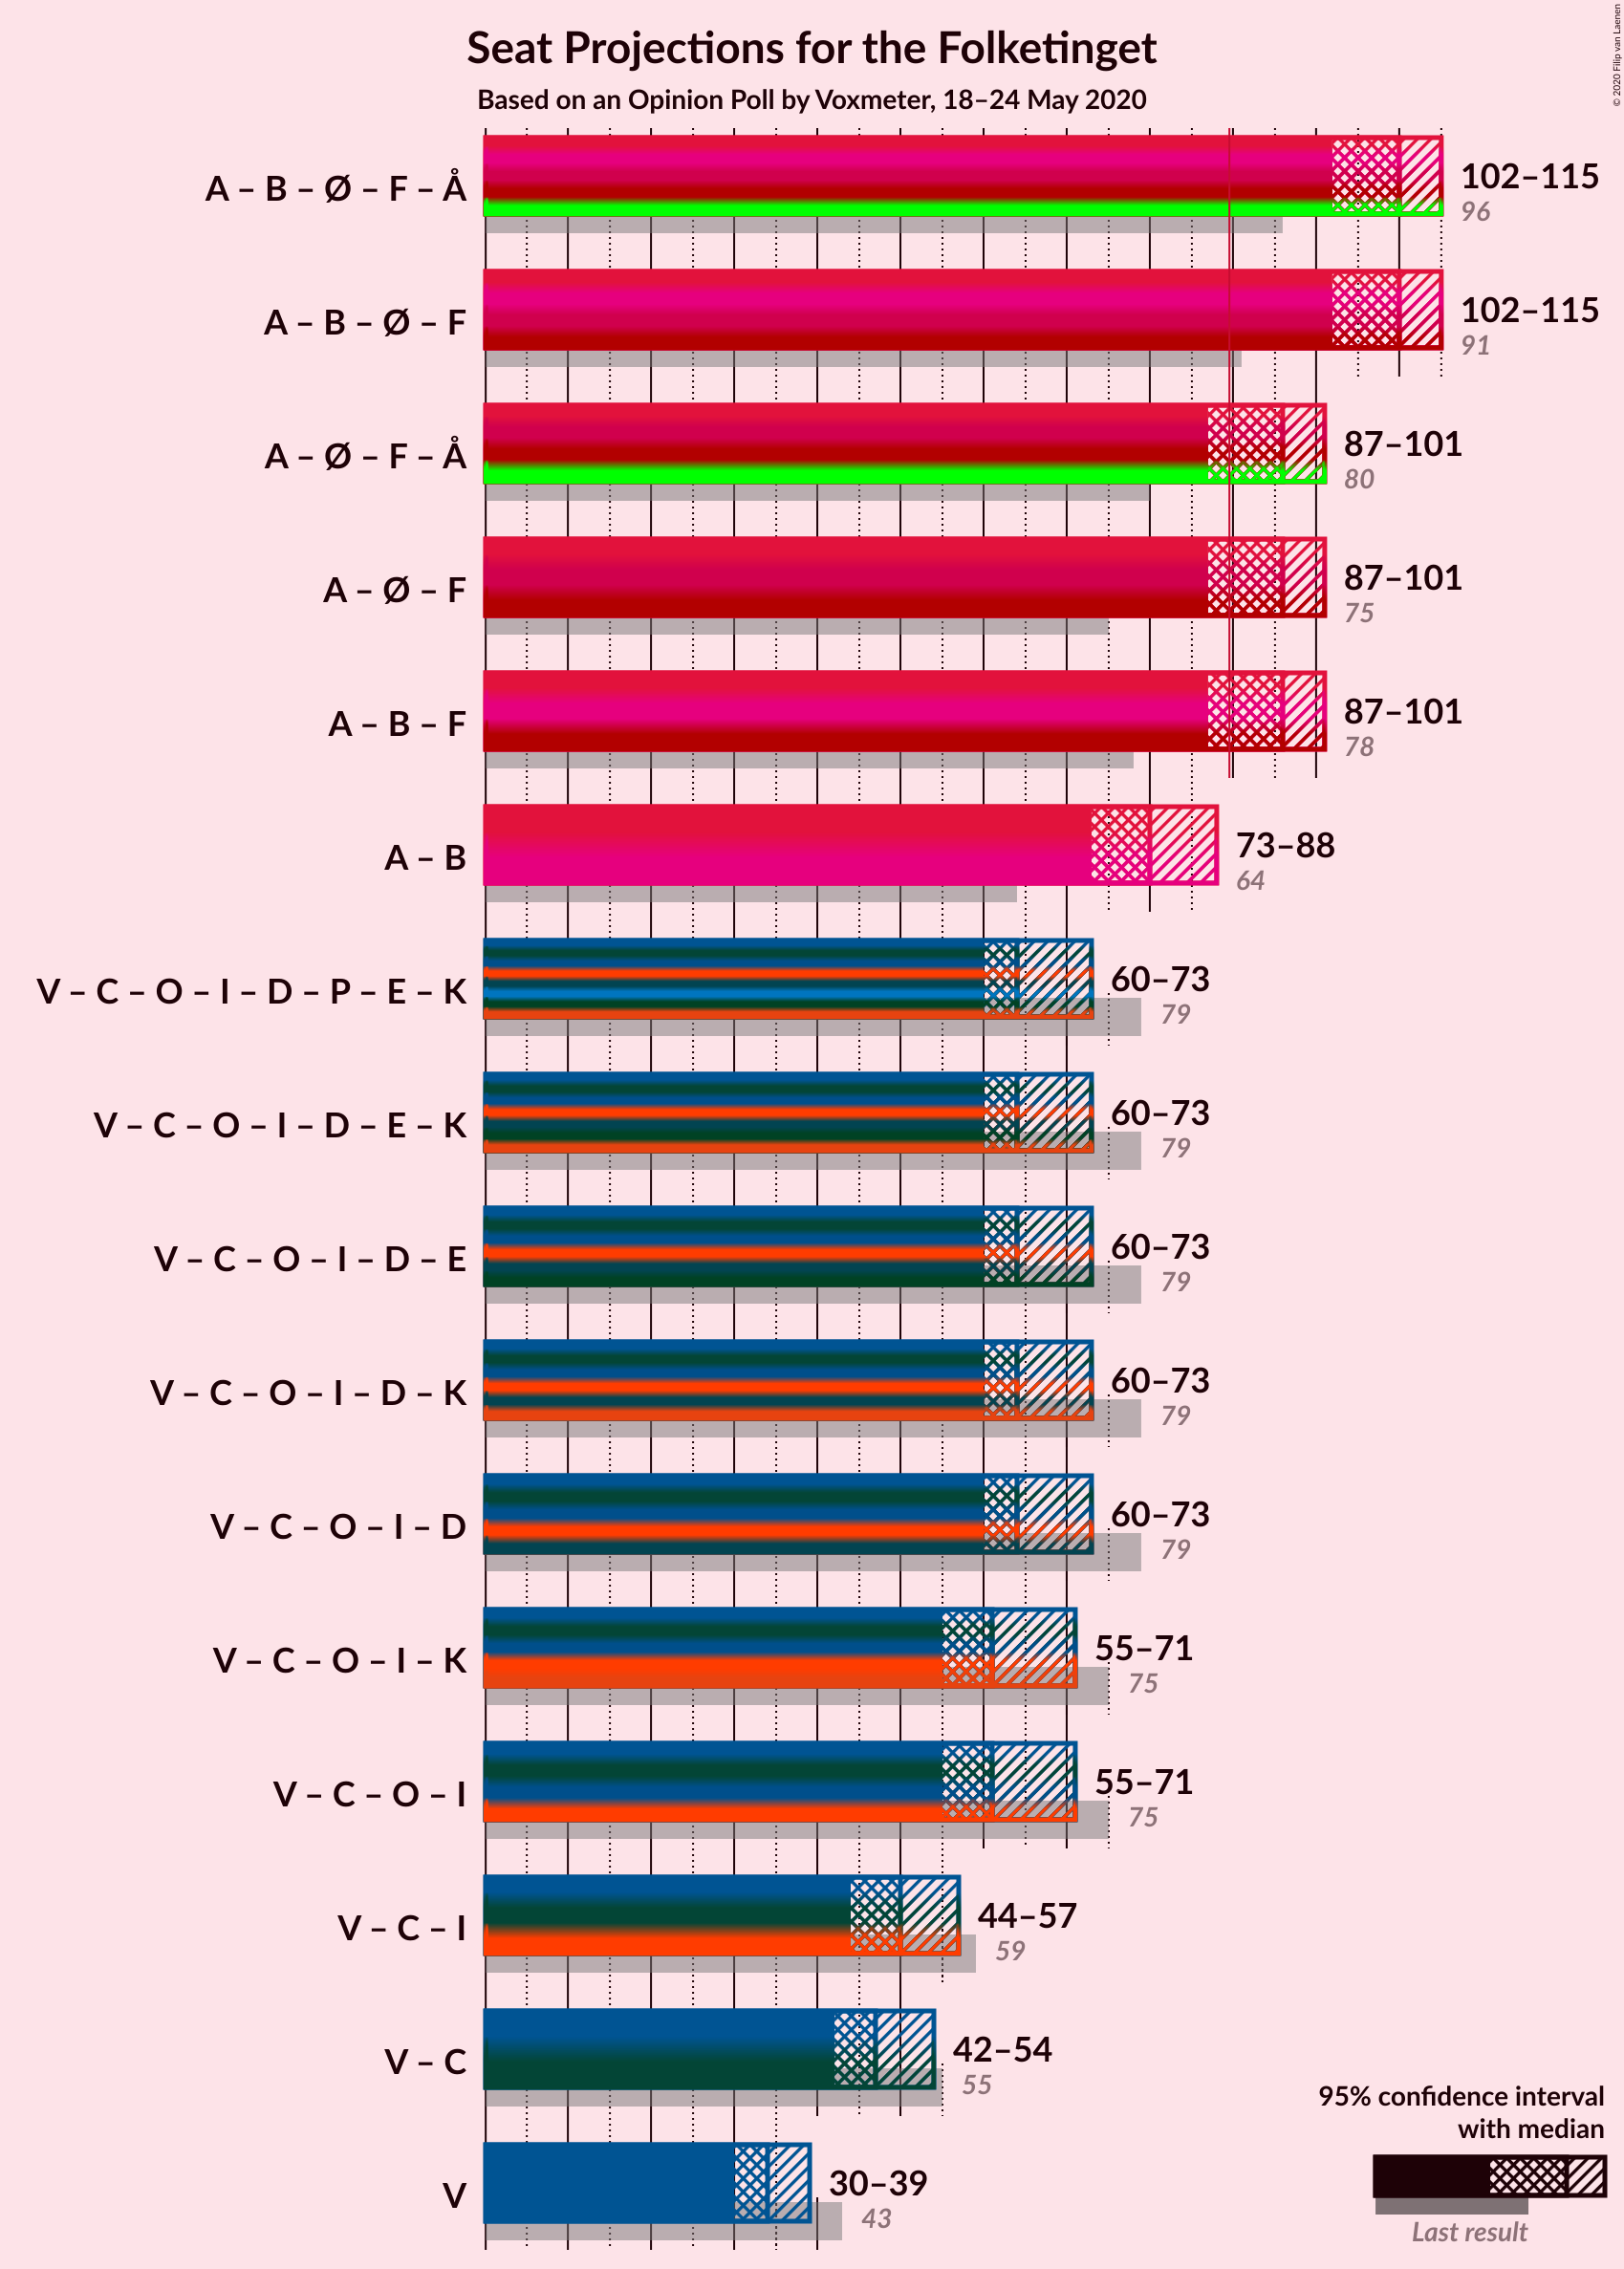 © 2020 Filip van Laenen
Seat Projections for the Folketinget
Based on an Opinion Poll by Voxmeter, 18–24 May 2020
A – B – Ø – F – Å
102–115
96
A – B – Ø – F
102–115
91
A – Ø – F – Å
87–101
80
A – Ø – F
87–101
75
A – B – F
87–101
78
A – B
73–88
64
V – C – O – I – D – P – E – K
60–73
79
V – C – O – I – D – E – K
60–73
79
V – C – O – I – D – E
60–73
79
V – C – O – I – D – K
60–73
79
V – C – O – I – D
60–73
79
V – C – O – I – K
55–71
75
V – C – O – I
55–71
75
V – C – I
44–57
59
V – C
42–54
55
V
30–39
43
95% confidence interval
with median
Last result